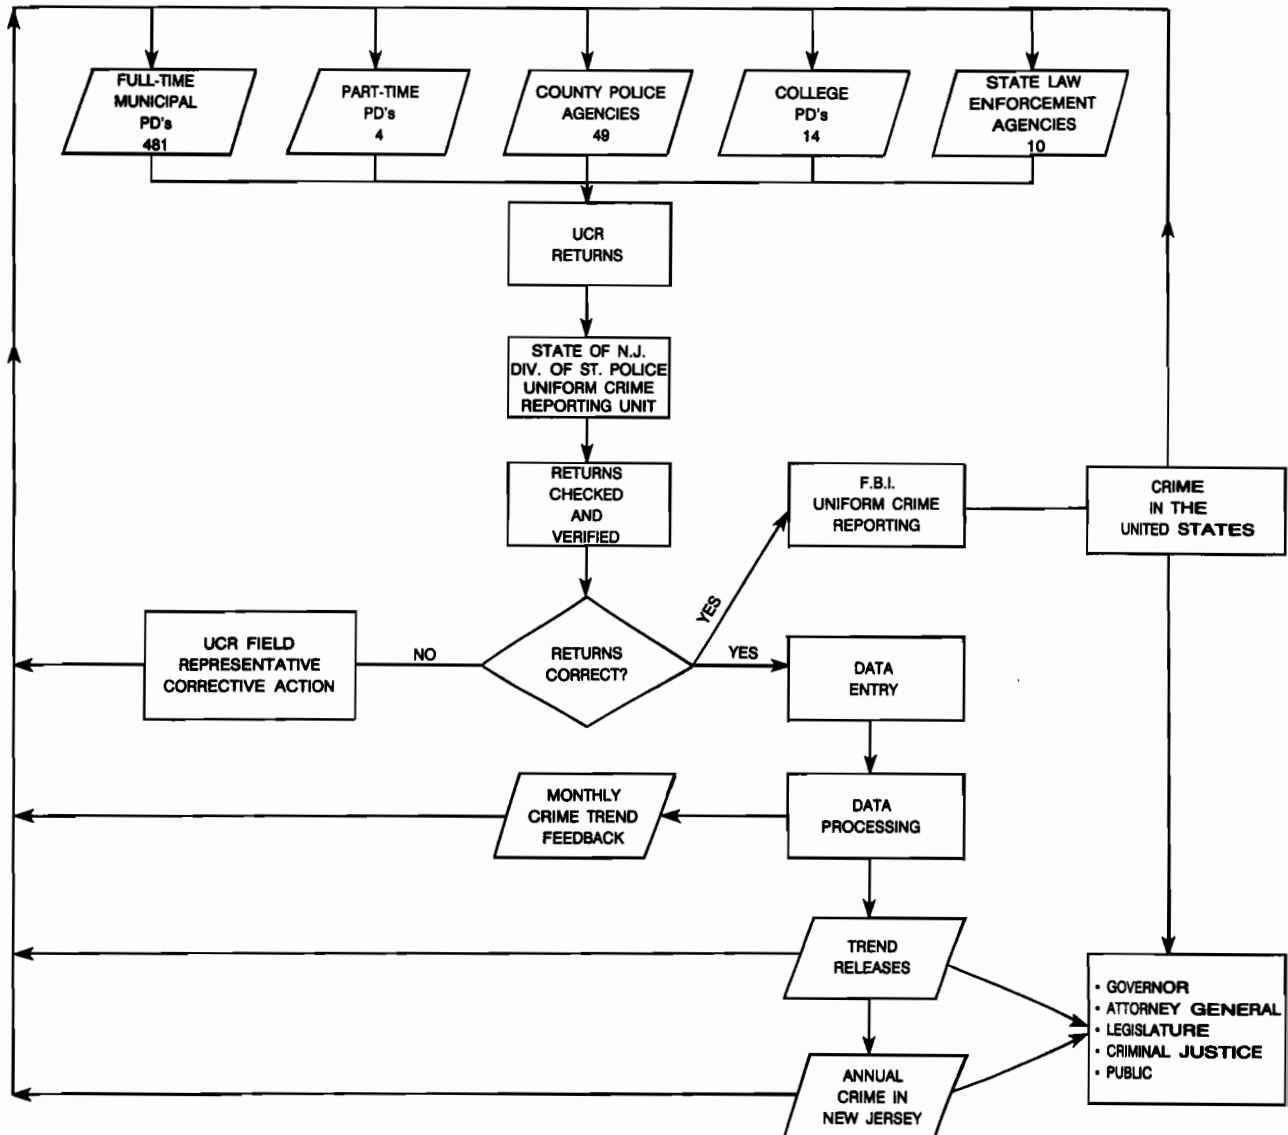 FULL-TIME
MUNICIPAL
PD's
481
PART-TIME
PD's
4
COUNTY POLICE
AGENCIES
49
COLLEGE
PD's
14
STATE LAW
ENFORCEMENT
AGENCIES
10
UCR
RETURNS
STATE OF N.J.
DIV. OF ST. POLICE
UNIFORM CRIME
REPORTING UNIT
RETURNS
CHECKED
AND
VERIFIED
F.B.I.
UNIFORM CRIME
REPORTING
CRIME
IN THE
UNITED STATES
YES
UCR FIELD
REPRESENTATIVE
CORRECTIVE ACTION
NO
RETURNS
CORRECT?
YES
DATA
ENTRY
MONTHLY
CRIME TREND
FEEDBACK
DATA
PROCESSING
TREND
RELEASES
• GOVERNOR
• ATTORNEY GENERAL
• LEGISLATURE
• CRIMINAL JUSTICE
• PUBLIC
ANNUAL
CRIME IN
NEW JERSEY